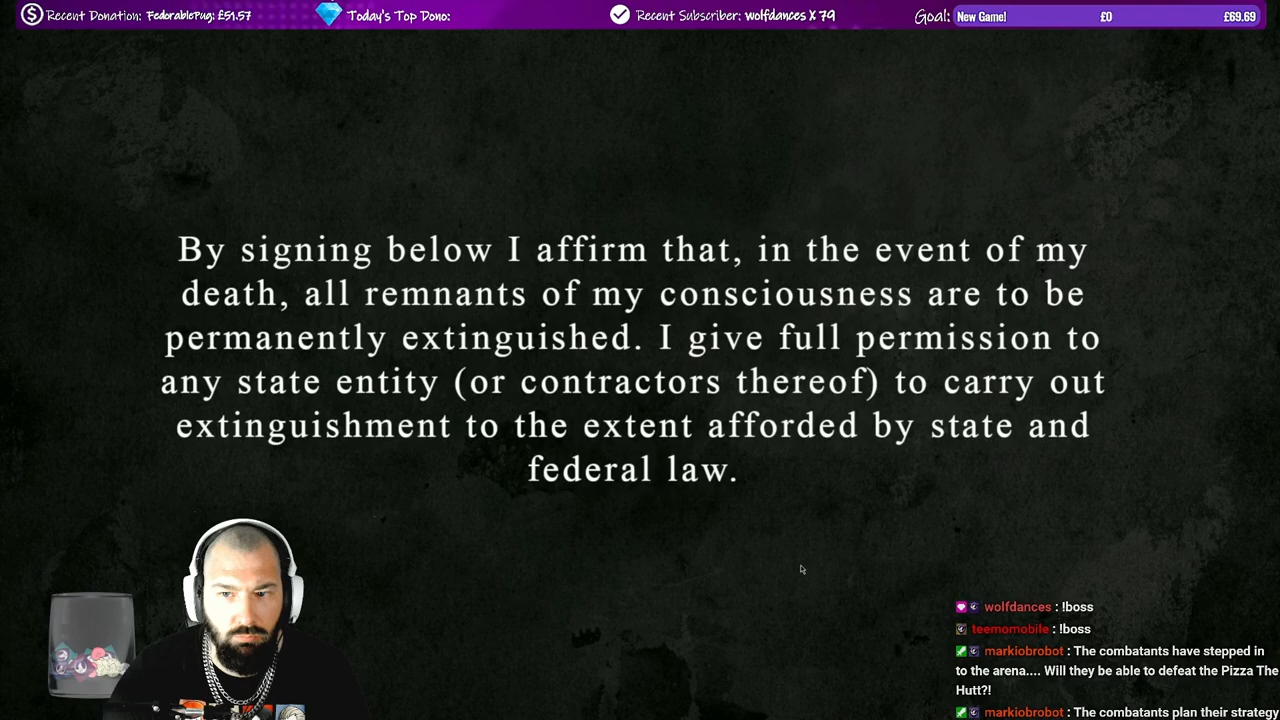 Recent Donation: FedorablePug: £51.57
Today's Top Dono:
Recent Subscriber: wolfdances X 79
Goal: New Game! £0 £69.69
By signing below I affirm that, in the event of my
death, all remnants of my consciousness are to be
permanently extinguished. I give full permission to
any state entity (or contractors thereof) to carry out
extinguishment to the extent afforded by state and
federal law.
wolfdances : !boss
teemomobile : !boss
markiobrobot : The combatants have stepped in
to the arena.... Will they be able to defeat the Pizza The
Hutt?!
markiobrobot : The combatants plan their strategy